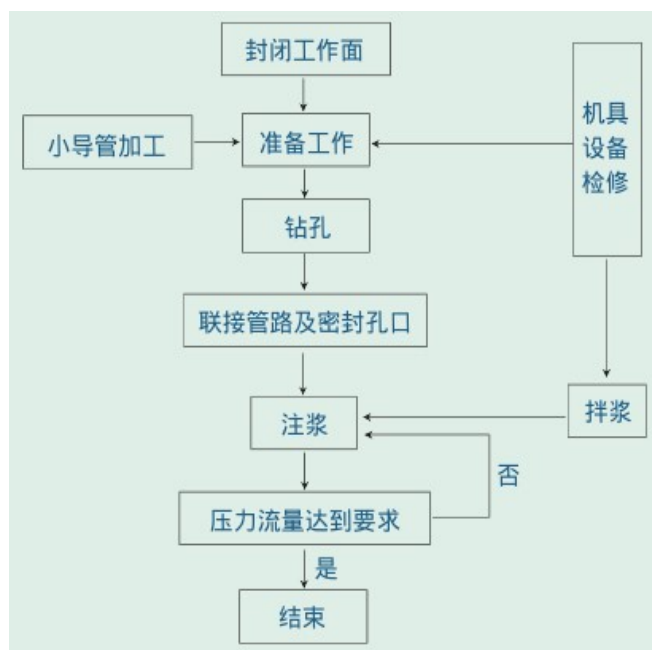 封闭工作面
小导管加工
准备工作
机具
设备
检修
钻孔
联接管路及密封孔口
注浆
拌浆
否
压力流量达到要求
是
结束